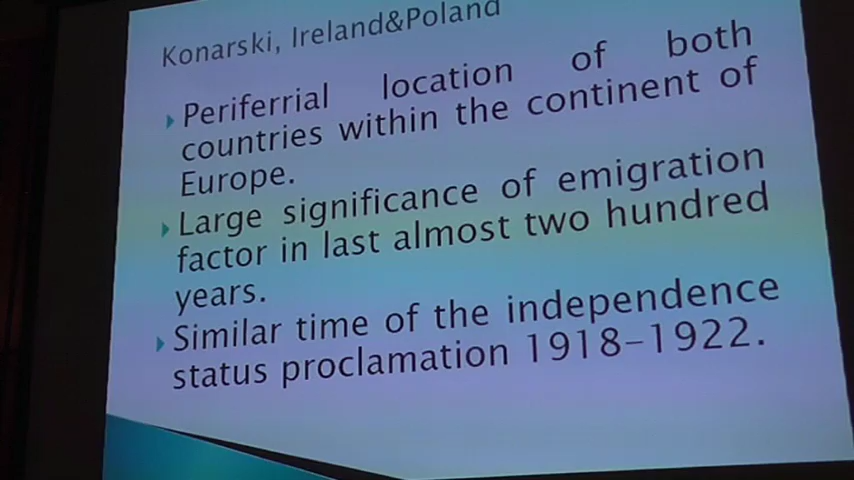 Konarski, Ireland&Poland
Periferrial location of both
countries within the continent of
Europe.
Large significance of emigration
factor in last almost two hundred
years.
Similar time of the independence
status proclamation 1918-1922.